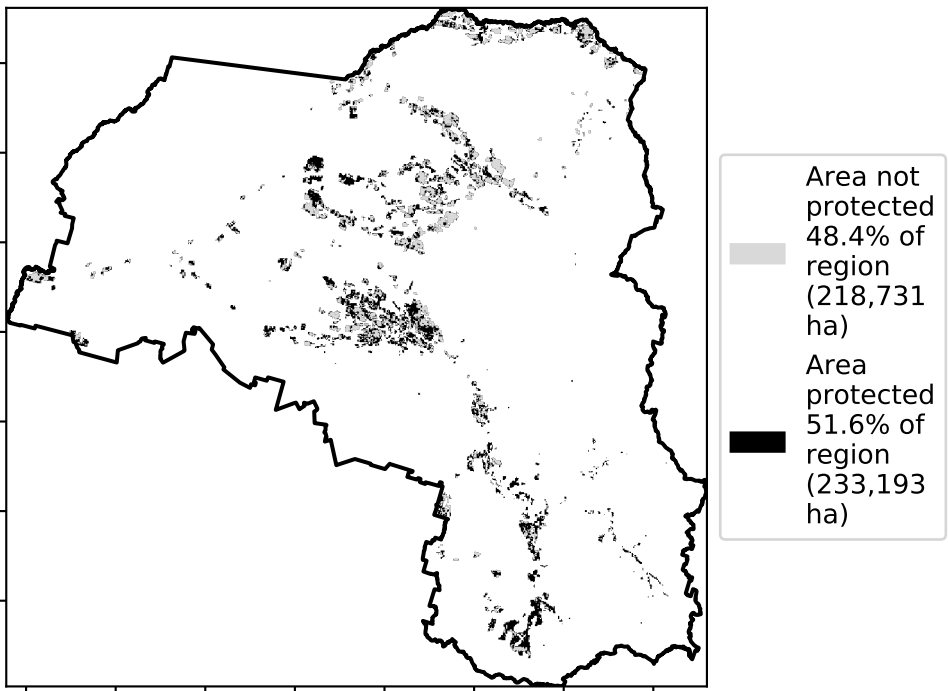 Area not
protected
48.4% of
region
(218,731
ha)
Area
protected
51.6% of
region
(233,193
ha)